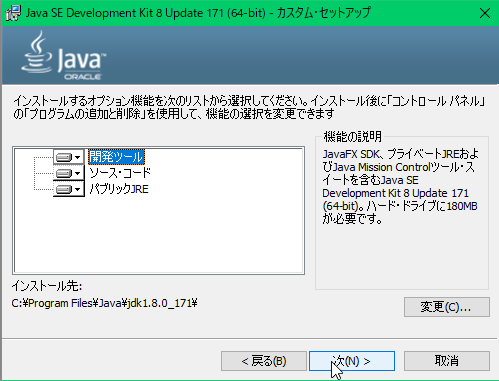 Java SE Development Kit 8 Update 171 (64-bit) - カスタム・セットアップ
Java
ORACLE
インストールするオプション機能を次のリストから選択してください。インストール後に「コントロール パネル」
の「プログラムの追加と削除」を使用して、機能の選択を変更できます
開発ツール
ソース・コード
パブリックJRE
機能の説明
JavaFX SDK、プライベートJREおよ
びJava Mission Controlツール・ス
イートを含むJava SE
Development Kit 8 Update 171
(64-bit)。ハード・ドライブに180MB
が必要です。
インストール先:
C:¥Program Files¥Java¥jdk1.8.0_171¥
変更(C)...
< 戻る(B)
次(N) >
取消